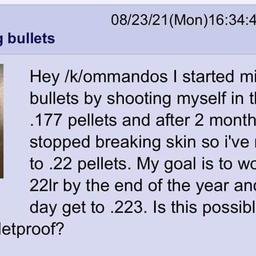 08/23/21(Mon)16:34:4
g bullets
Hey /k/ommandos I started mi
bullets by shooting myself in th
.177 pellets and after 2 month
stopped breaking skin so i've
to .22 pellets. My goal is to wo
22lr by the end of the year and
day get to .223. Is this possib
letproof?